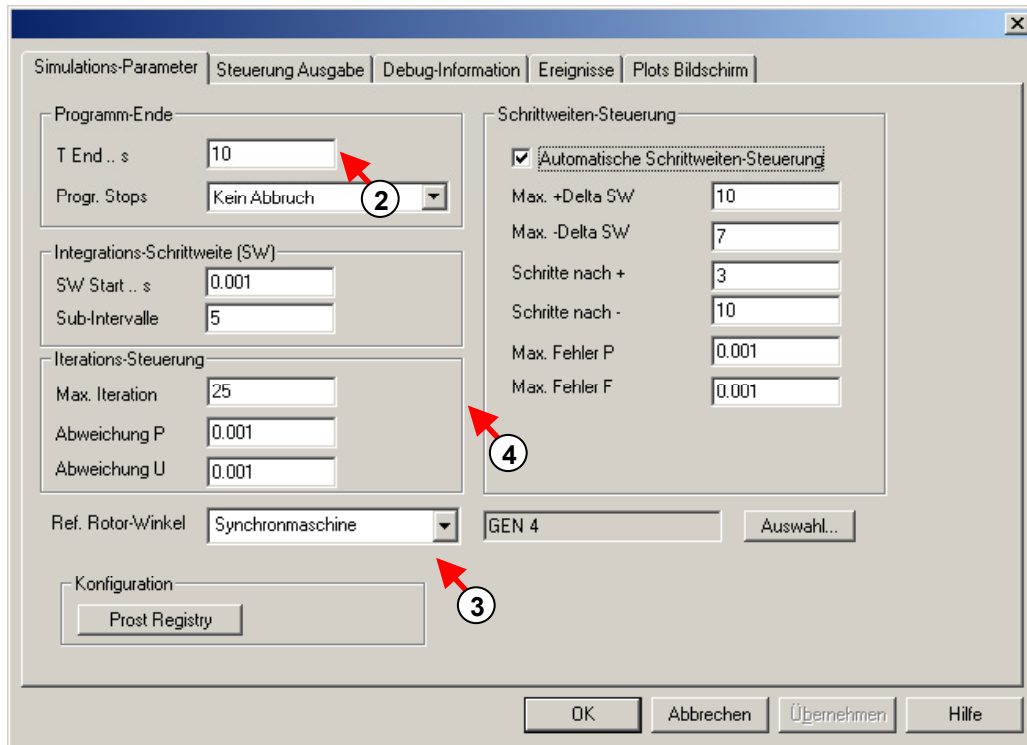 Simulations-Parameter Steuerung Ausgabe Debug-Information Ereignisse Plots Bildschirm
Programm-Ende
T End .. s 10
2
Progr. Stops Kein Abbruch
Integrations-Schrittweite (SW)
SW Start .. s 0.001
Sub-Intervalle 5
Iterations-Steuerung
Max. Iteration 25
Abweichung P 0.001
Abweichung U 0.001
4
Schrittweiten-Steuerung
Automatische Schrittweiten-Steuerung
Max. +Delta SW 10
Max. -Delta SW 7
Schritte nach + 3
Schritte nach - 10
Max. Fehler P 0.001
Max. Fehler F 0.001
Ref. Rotor-Winkel Synchronmaschine GEN 4 Auswahl...
3
Konfiguration
Prost Registry
OK Abbrechen Übernehmen Hilfe